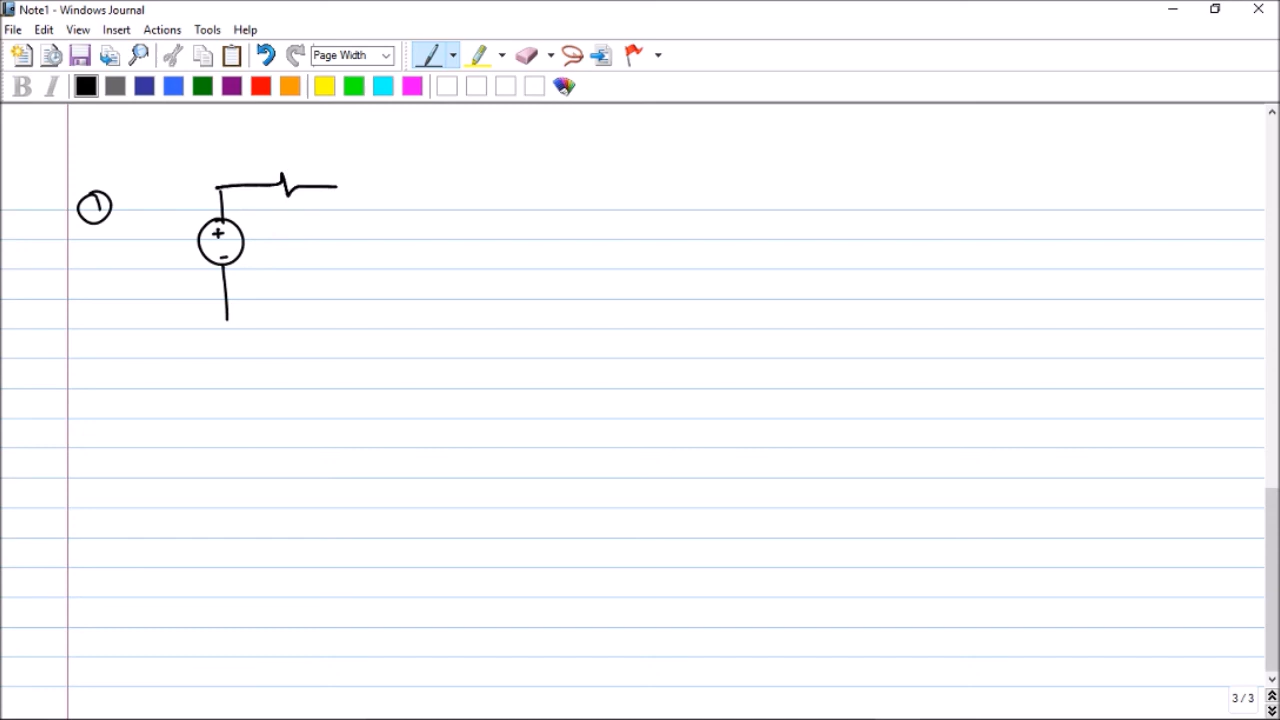 Note1 - Windows Journal
File Edit View Insert Actions Tools Help
Page Width
B I
1
+
-
3 / 3